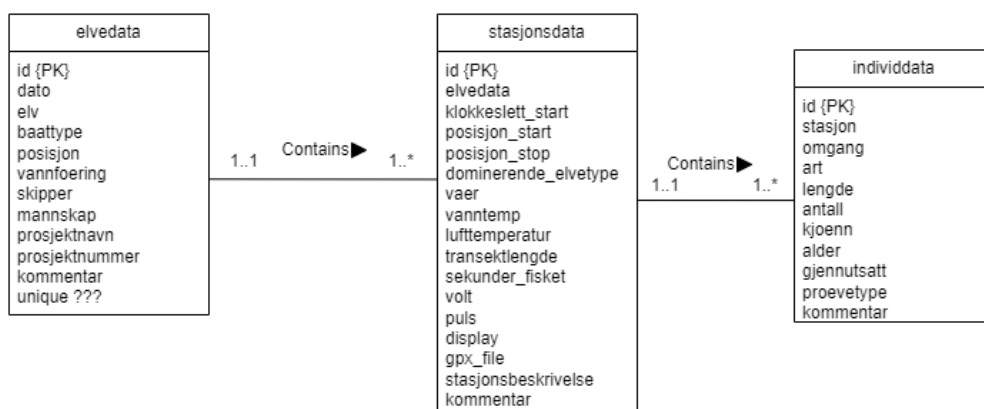 elvedata
id {PK}
dato
elv
baattype
posisjon
vannfoering
skipper
mannskap
prosjektnavn
prosjektnummer
kommentar
unique ???
1..1
Contains
1..*
stasjonsdata
id {PK}
elvedata
klokkeslett_start
posisjon_start
posisjon_stop
dominerende_elvetype
vaer
vanntemp
lufttemperatur
transektlengde
sekunder_fisket
volt
puls
display
gpx_file
stasjonsbeskrivelse
kommentar
Contains
1..1
1..*
individdata
id {PK}
stasjon
omgang
art
lengde
antall
kjoenn
alder
gjennutsatt
proevetype
kommentar